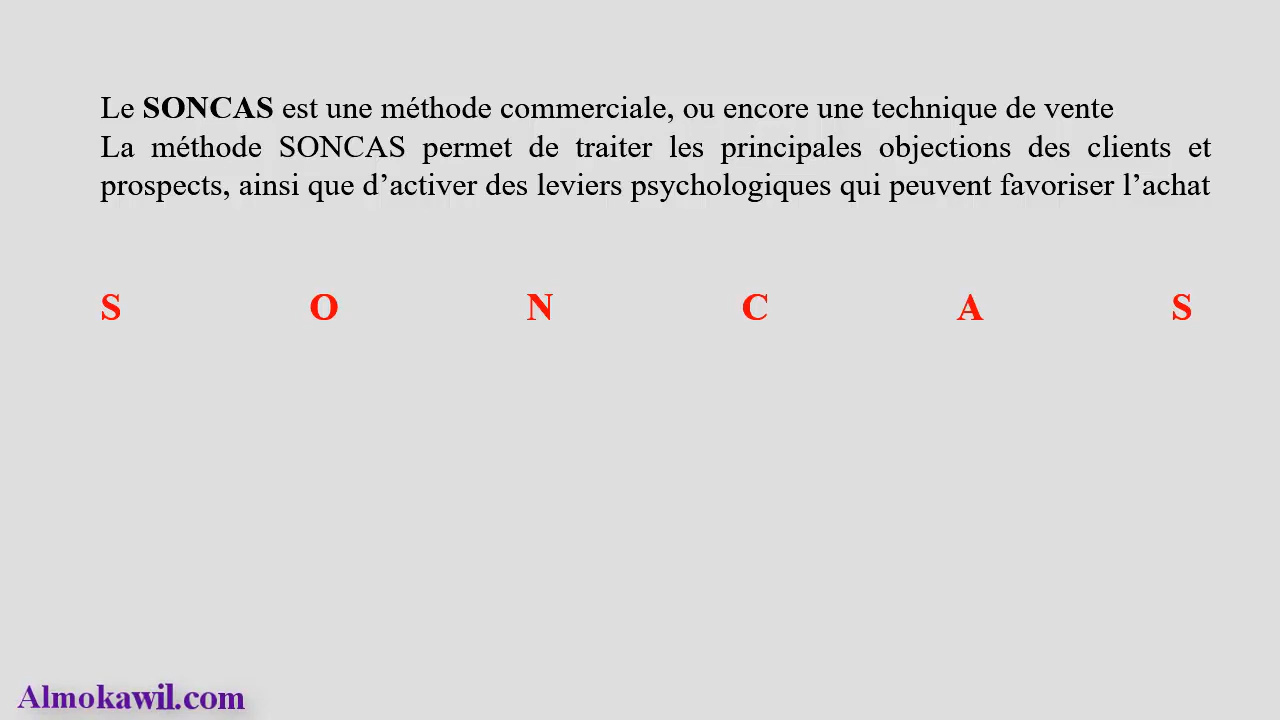 Le SONCAS est une méthode commerciale, ou encore une technique de vente
La méthode SONCAS permet de traiter les principales objections des clients et
prospects, ainsi que d’activer des leviers psychologiques qui peuvent favoriser l’achat
S O N C A S
Almokawil.com